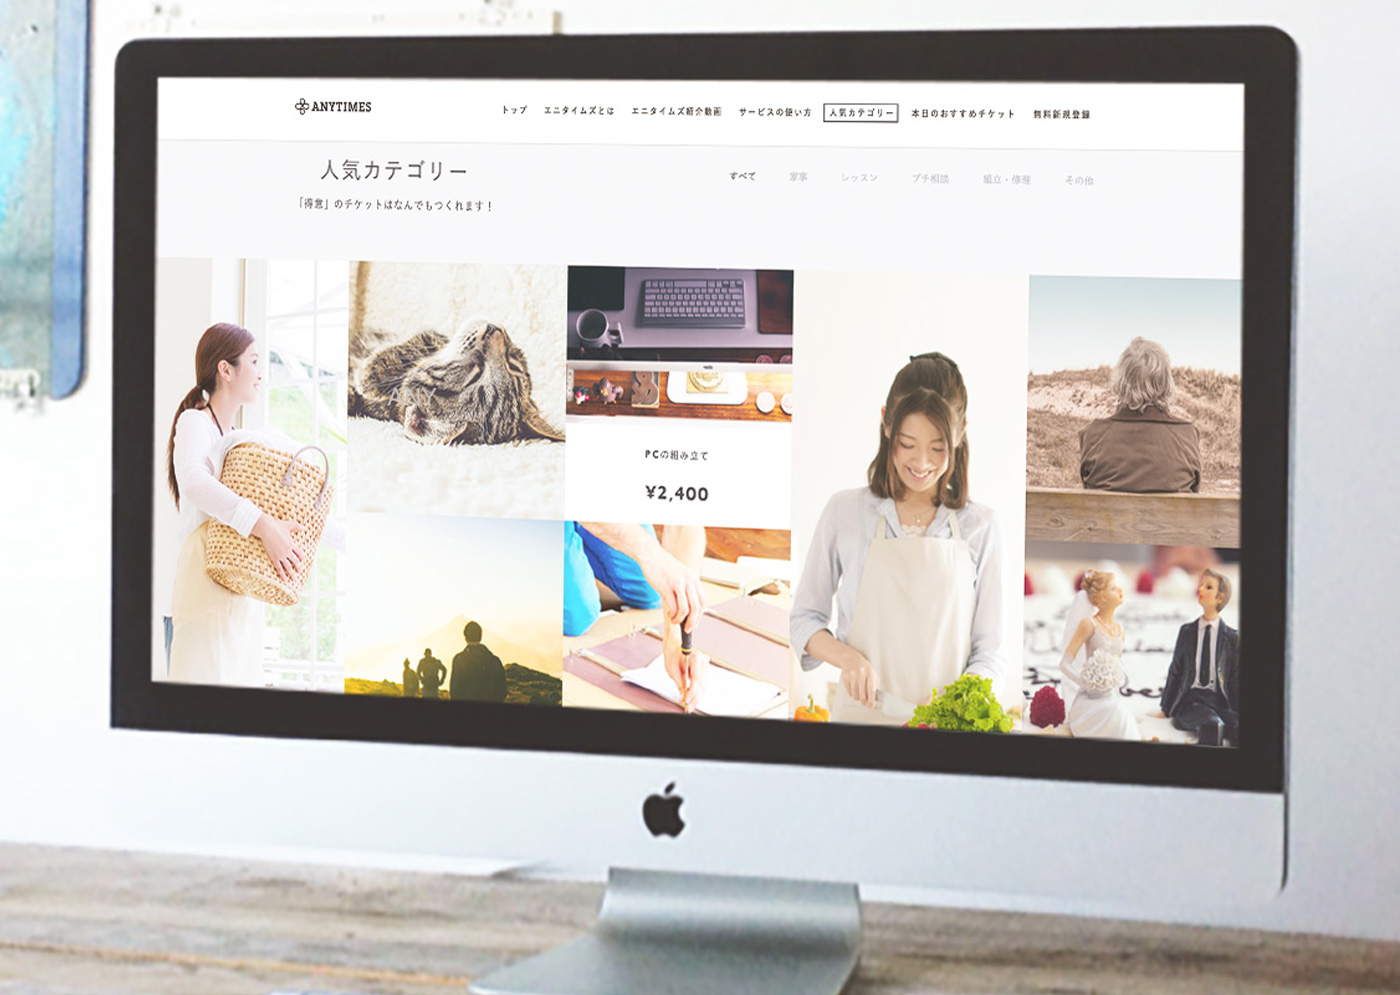 ANYTIMES
トップ エニタイムズとは エニタイムズ紹介動画 サービスの使い方 人気カテゴリー 本日のおすすめチケット 無料新規登録
人気カテゴリー
すべて 家事 レッスン プチ相談 組立・修理 その他
「得意」のチケットはなんでもつくれます！
PCの組み立て
¥2,400